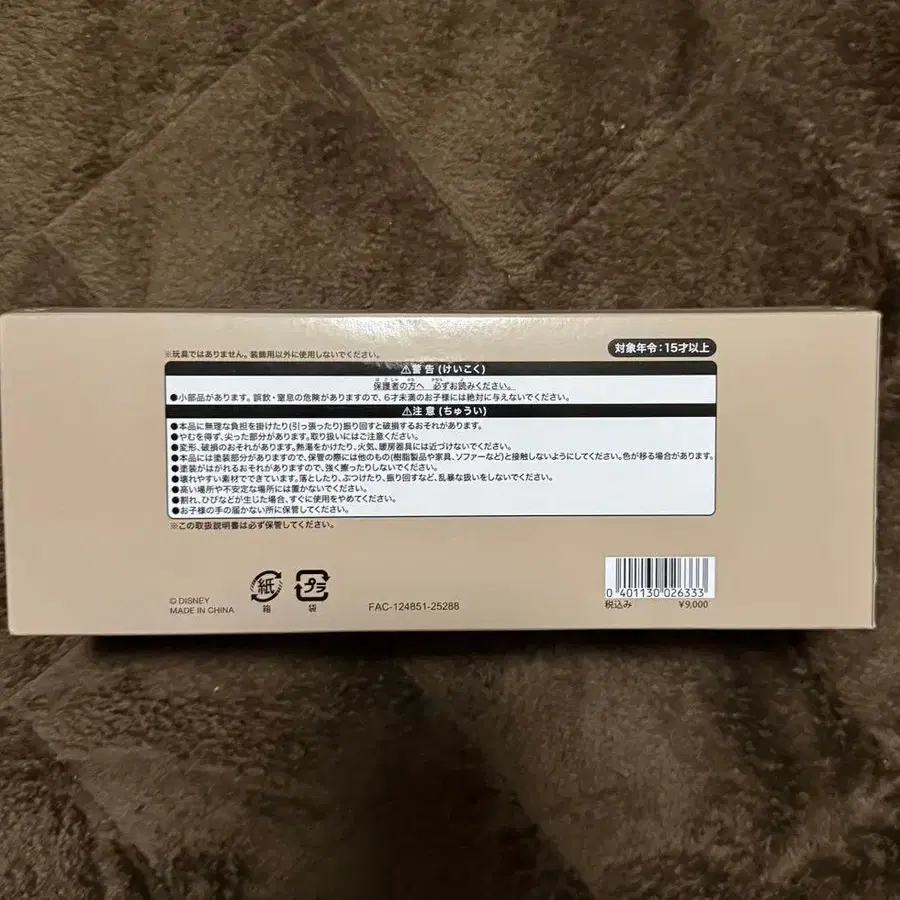 対象年令:15才以上
※玩具ではありません。装飾用以外に使用しないでください。
⚠警告(けいこく)
保護者の方へ 必ずお読みください。
●小部品があります。誤飲・窒息の危険がありますので、6才未満のお子様には絶対に与えないでください。
⚠注意(ちゅうい)
●本品に無理な負担を掛けたり(引っ張ったり)振り回すと破損するおそれがあります。
●やむを得ず、尖った部分があります。取り扱いにはご注意ください。
●変形、破損のおそれがあります。熱湯をかけたり、火気、暖房器具には近づけないでください。
●本品には塗装部分がありますので、保管の際には他のもの(樹脂製品や家具、ソファーなど)と接触しないようにしてください。色が移る場合があります。
●塗装がはがれるおそれがありますので、強く擦ったりしないでください。
●壊れやすい素材でできています。落としたり、ぶつけたり、振り回すなど、乱暴な扱いをしないでください。
●高い場所や不安定な場所には置かないでください。
●割れ、ひびなどが生じた場合、すぐに使用をやめてください。
●お子様の手の届かない所に保管してください。
※この取扱説明書は必ず保管してください。
© DISNEY
MADE IN CHINA
紙
箱
プラ
袋
FAC-124851-25288
0 401130 026333
税込み ¥9,000